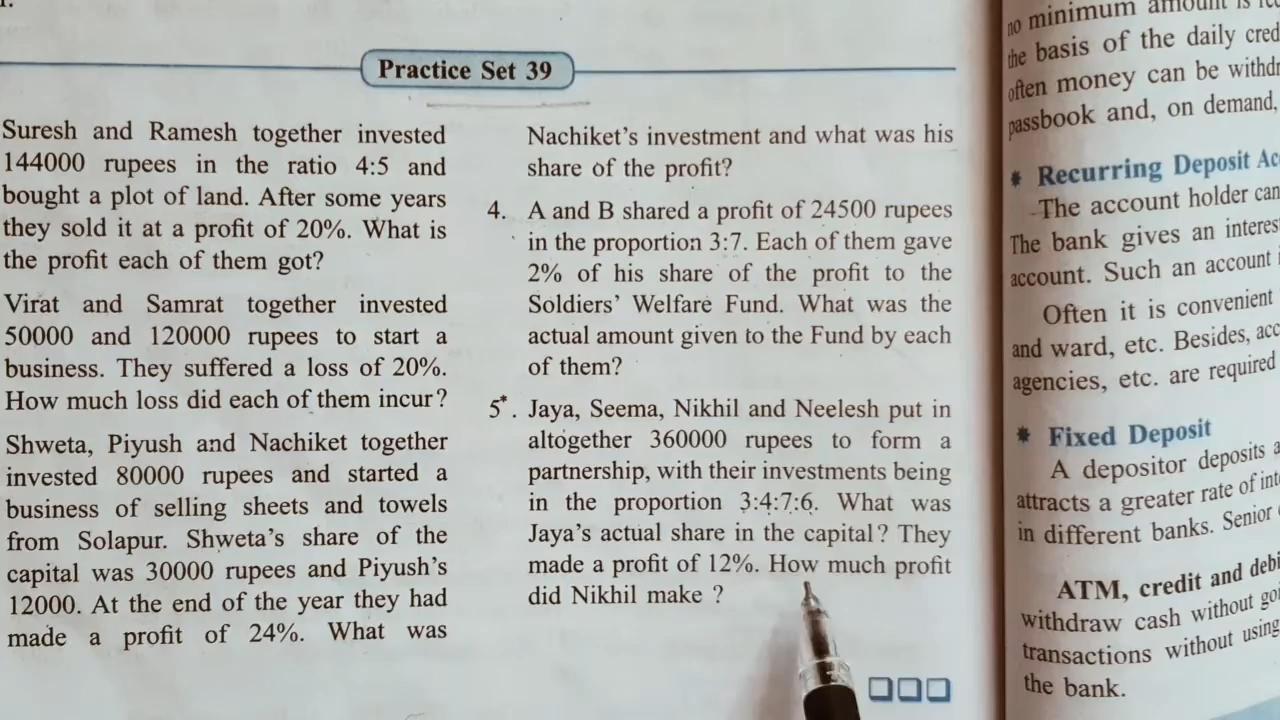 Practice Set 39
Suresh and Ramesh together invested
144000 rupees in the ratio 4:5 and
bought a plot of land. After some years
they sold it at a profit of 20%. What is
the profit each of them got?
Virat and Samrat together invested
50000 and 120000 rupees to start a
business. They suffered a loss of 20%.
How much loss did each of them incur?
Shweta, Piyush and Nachiket together
invested 80000 rupees and started a
business of selling sheets and towels
from Solapur. Shweta's share of the
capital was 30000 rupees and Piyush's
12000. At the end of the year they had
made a profit of 24%. What was
Nachiket's investment and what was his
share of the profit?
4. A and B shared a profit of 24500 rupees
in the proportion 3:7. Each of them gave
2% of his share of the profit to the
Soldiers' Welfare Fund. What was the
actual amount given to the Fund by each
of them?
5*. Jaya, Seema, Nikhil and Neelesh put in
altogether 360000 rupees to form a
partnership, with their investments being
in the proportion 3:4:7:6. What was
Jaya's actual share in the capital? They
made a profit of 12%. How much profit
did Nikhil make ?
no minimum amount is
the basis of the daily cred
often money can be withdr
passbook and, on demand,
* Recurring Deposit Ac
The account holder can
The bank gives an interes
account. Such an account
Often it is convenient
and ward, etc. Besides, acc
agencies, etc. are required
* Fixed Deposit
A depositor deposits a
attracts a greater rate of int
in different banks. Senior
ATM, credit and debi
withdraw cash without go
transactions without using
the bank.